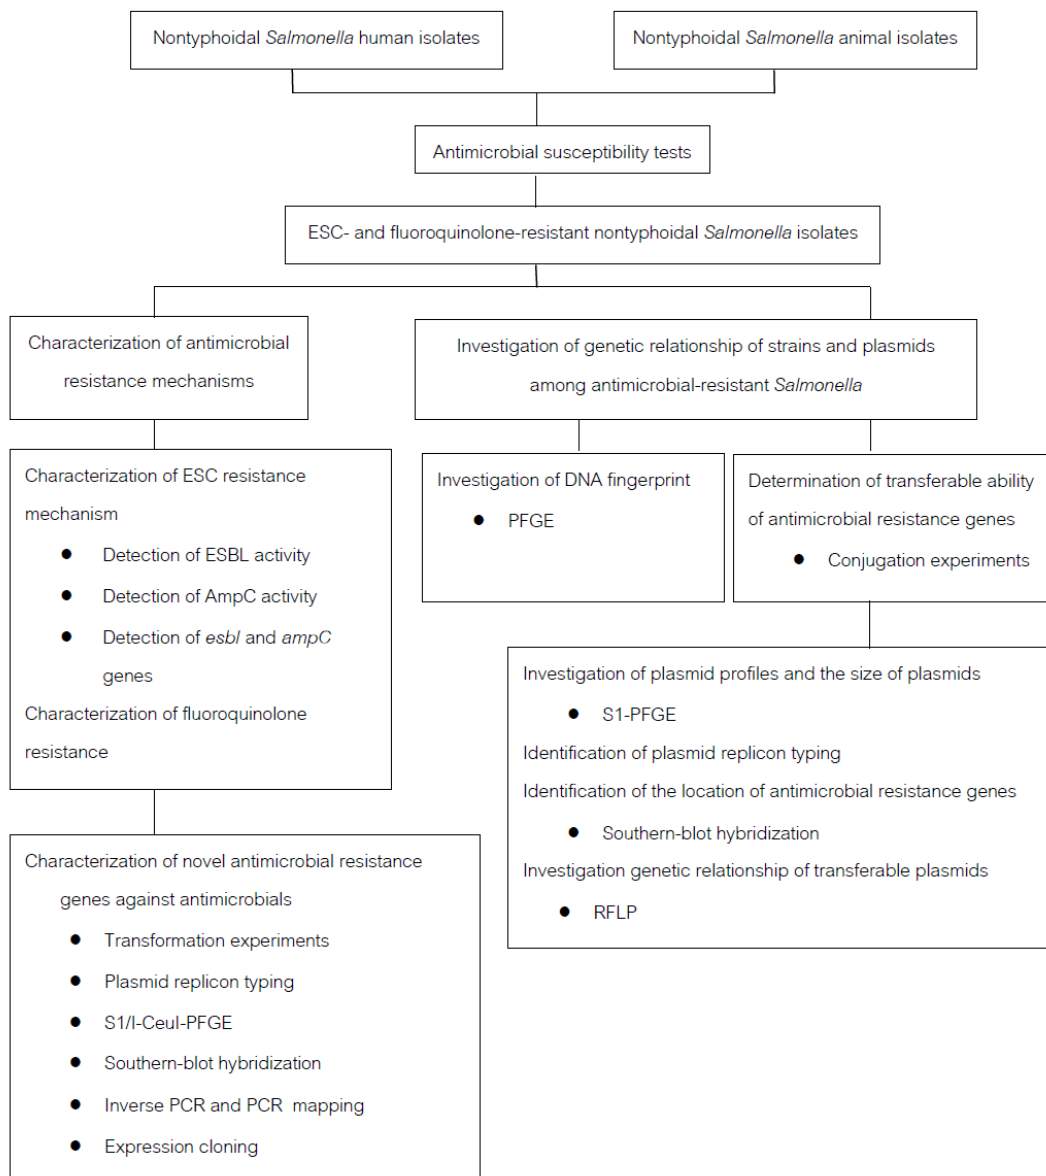 Nontyphoidal Salmonella human isolates
Nontyphoidal Salmonella animal isolates
Antimicrobial susceptibility tests
ESC- and fluoroquinolone-resistant nontyphoidal Salmonella isolates
Characterization of antimicrobial
resistance mechanisms
Investigation of genetic relationship of strains and plasmids
among antimicrobial-resistant Salmonella
Characterization of ESC resistance
mechanism
● Detection of ESBL activity
● Detection of AmpC activity
● Detection of esbl and ampC
genes
Characterization of fluoroquinolone
resistance
Investigation of DNA fingerprint
● PFGE
Determination of transferable ability
of antimicrobial resistance genes
● Conjugation experiments
Investigation of plasmid profiles and the size of plasmids
● S1-PFGE
Identification of plasmid replicon typing
Identification of the location of antimicrobial resistance genes
● Southern-blot hybridization
Investigation genetic relationship of transferable plasmids
● RFLP
Characterization of novel antimicrobial resistance
genes against antimicrobials
● Transformation experiments
● Plasmid replicon typing
● S1/I-CeuI-PFGE
● Southern-blot hybridization
● Inverse PCR and PCR mapping
● Expression cloning